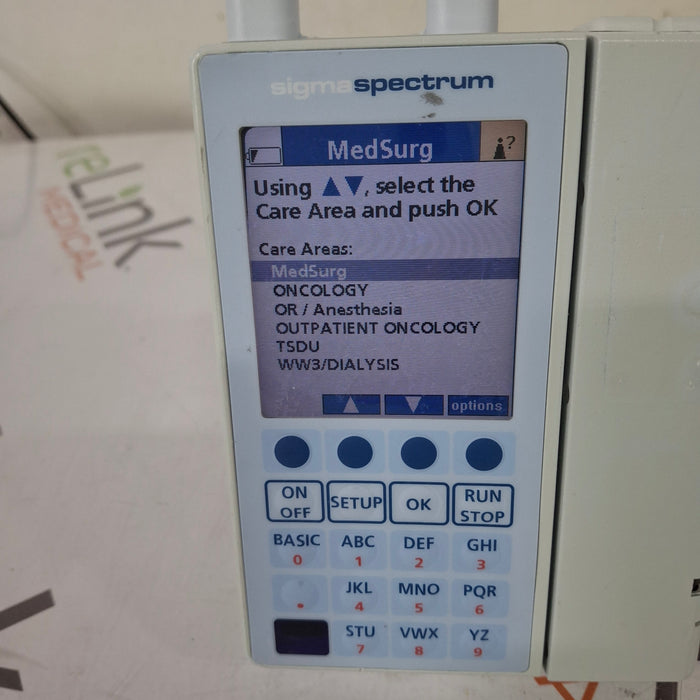 sigmaspectrum
MedSurg
?
Using ▲▼, select the
Care Area and push OK
Care Areas:
MedSurg
ONCOLOGY
OR / Anesthesia
OUTPATIENT ONCOLOGY
TSDU
WW3/DIALYSIS
options
ON OFF
SETUP
OK
RUN STOP
BASIC ABC DEF GHI
0 1 2 3
JKL MNO PQR
. 4 5 6
STU VWX YZ
7 8 9
reLink
MEDICAL